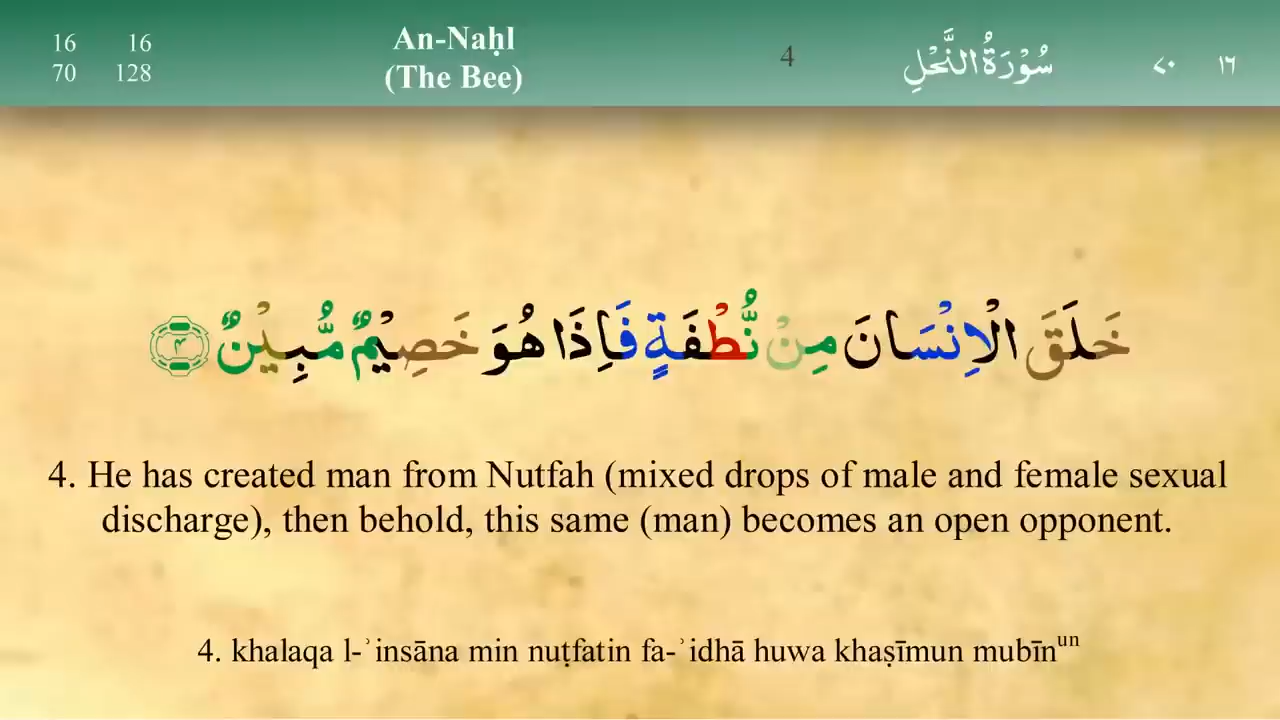 16 16 An-Naḥl 4 سُوْرَةُ النَّحْلِ ٧٠ ١٦
70 128 (The Bee)
خَلَقَ الْاِنْسَانَ مِنْ نُّطْفَةٍ فَاِذَا هُوَ خَصِيْمٌ مُّبِيْنٌ ٤
4. He has created man from Nutfah (mixed drops of male and female sexual
discharge), then behold, this same (man) becomes an open opponent.
4. khalaqa l-ʾinsāna min nuṭfatin fa-ʾidhā huwa khaṣīmun mubīnᵘⁿ